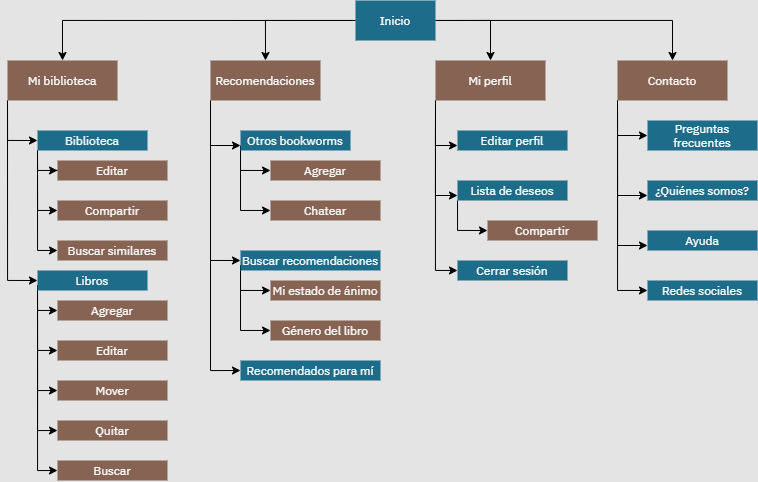 Inicio
Mi biblioteca
Biblioteca
Editar
Compartir
Buscar similares
Libros
Agregar
Editar
Mover
Quitar
Buscar
Recomendaciones
Otros bookworms
Agregar
Chatear
Buscar recomendaciones
Mi estado de ánimo
Género del libro
Recomendados para mí
Mi perfil
Editar perfil
Lista de deseos
Compartir
Cerrar sesión
Contacto
Preguntas
frecuentes
¿Quiénes somos?
Ayuda
Redes sociales